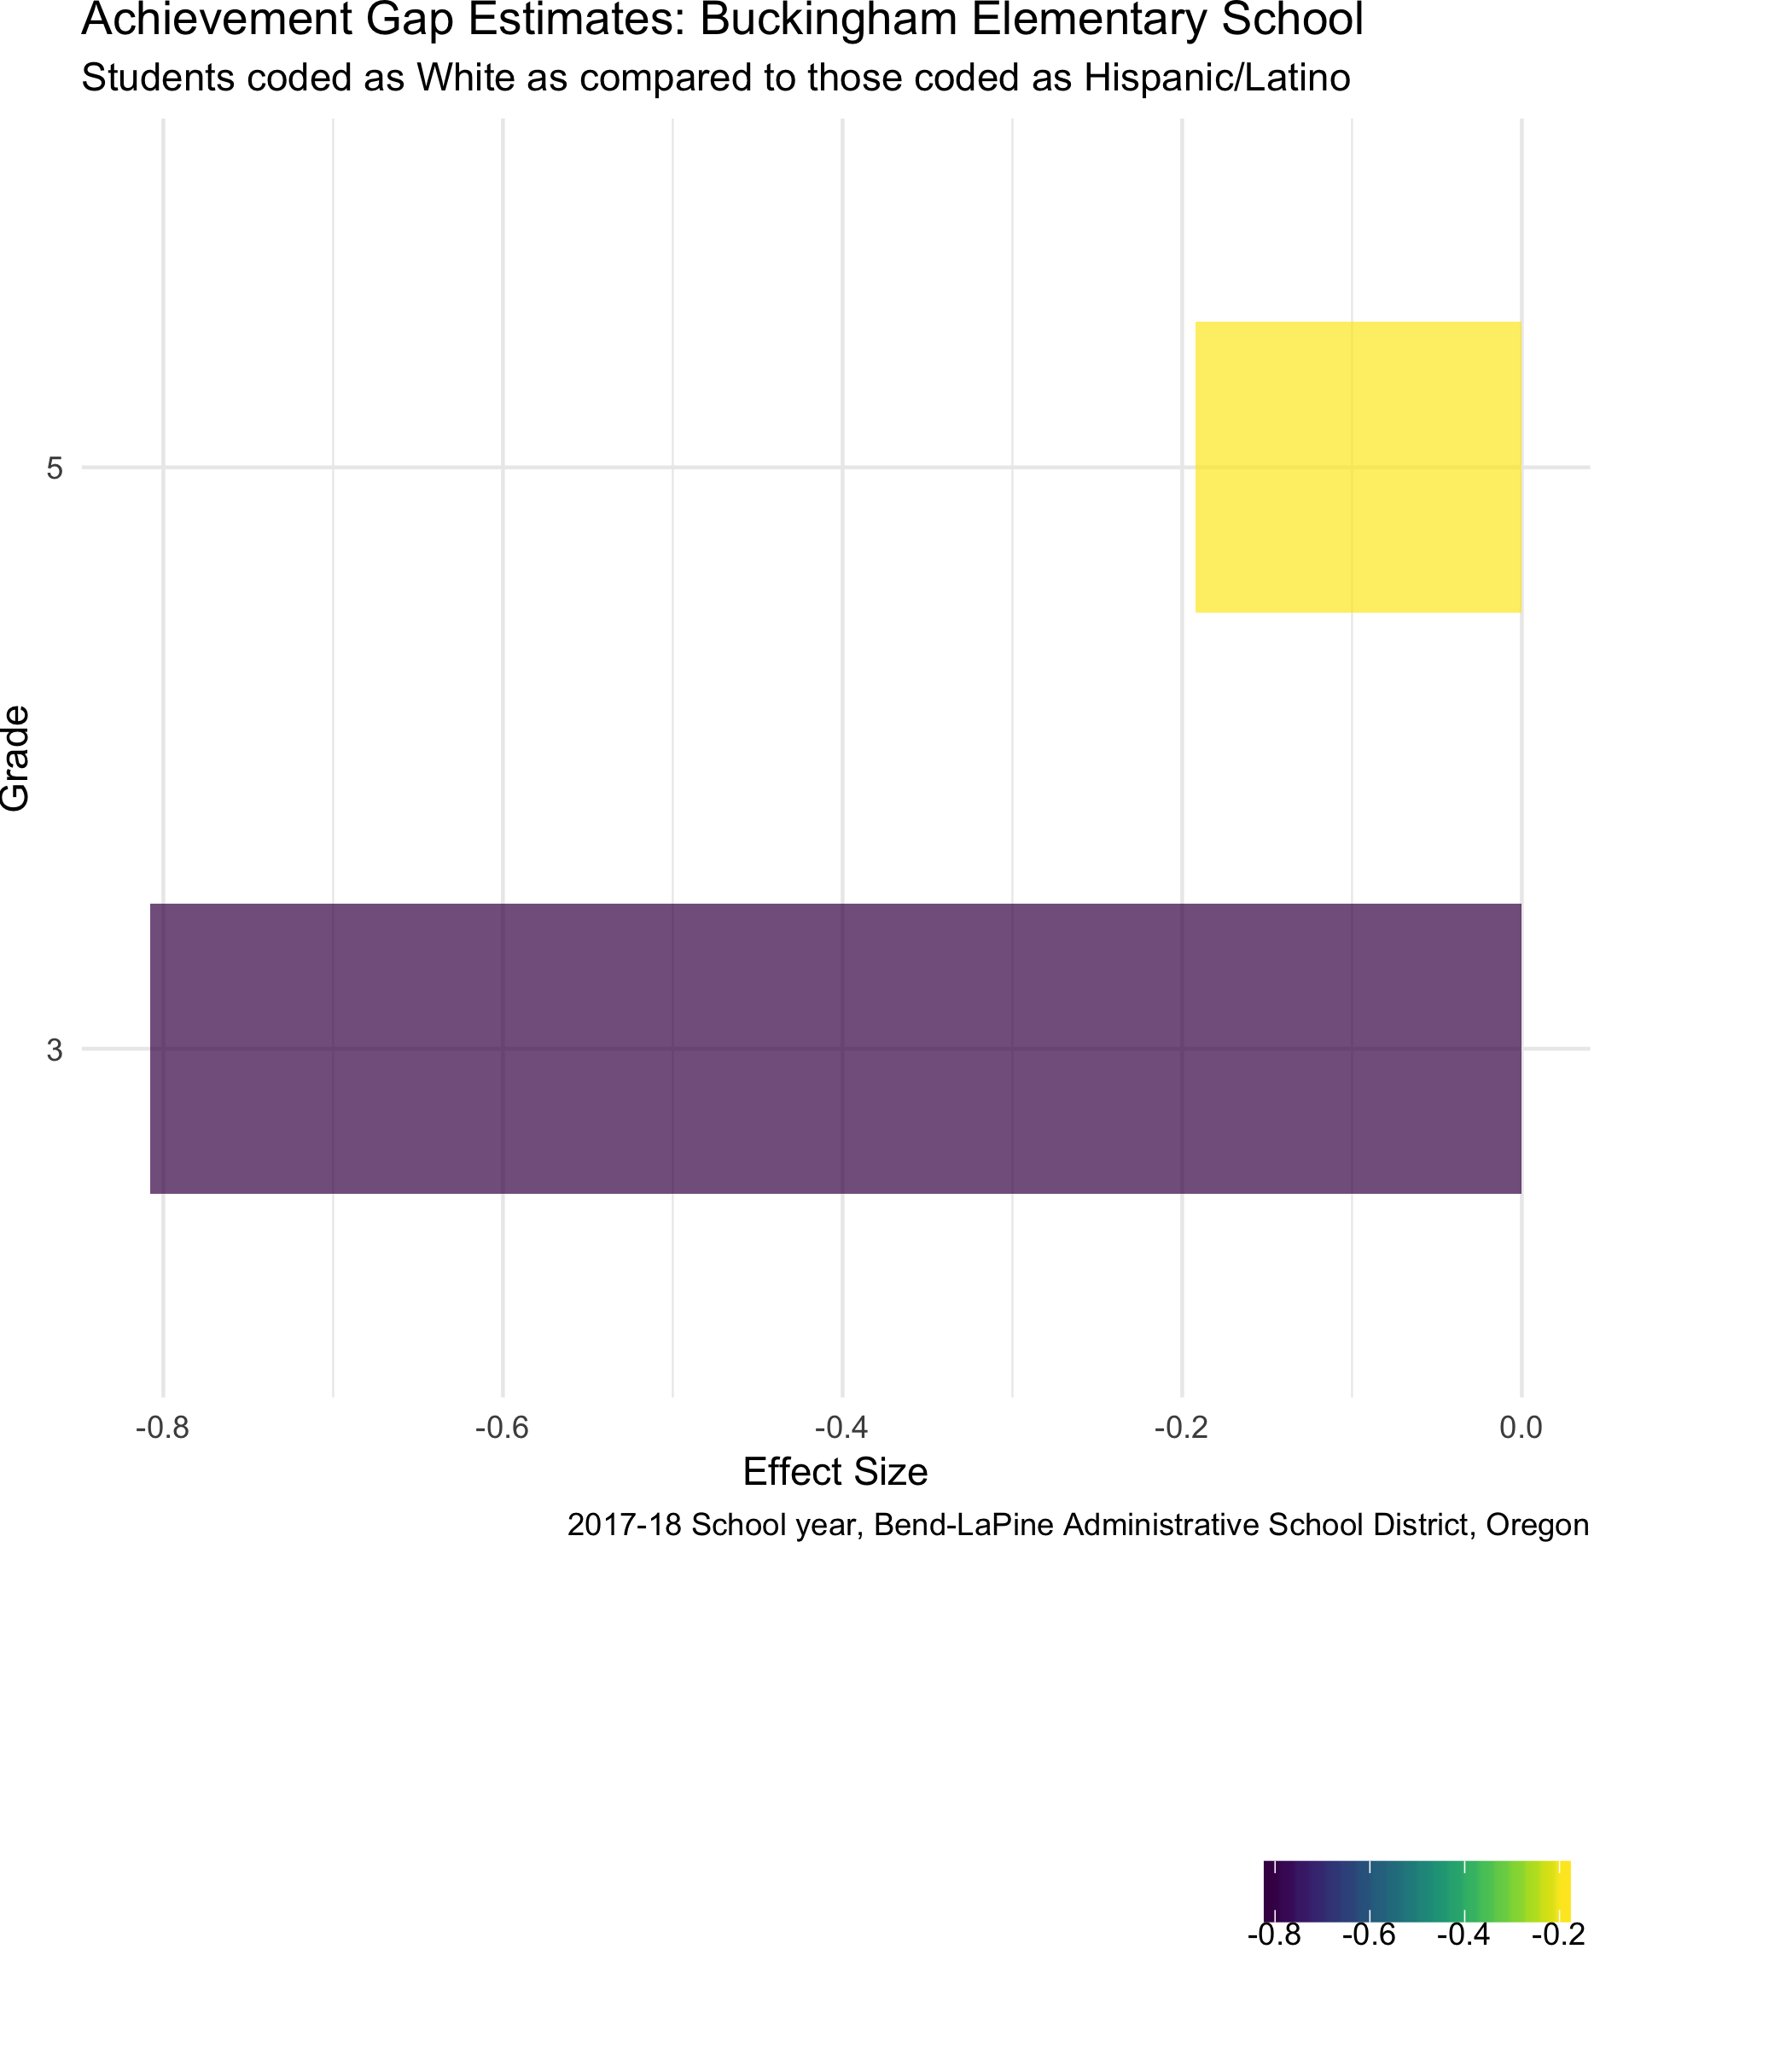 Achievement Gap Estimates: Buckingham Elementary School
Students coded as White as compared to those coded as Hispanic/Latino
5
Grade
3
-0.8 -0.6 -0.4 -0.2 0.0
Effect Size
2017-18 School year, Bend-LaPine Administrative School District, Oregon
-0.8 -0.6 -0.4 -0.2